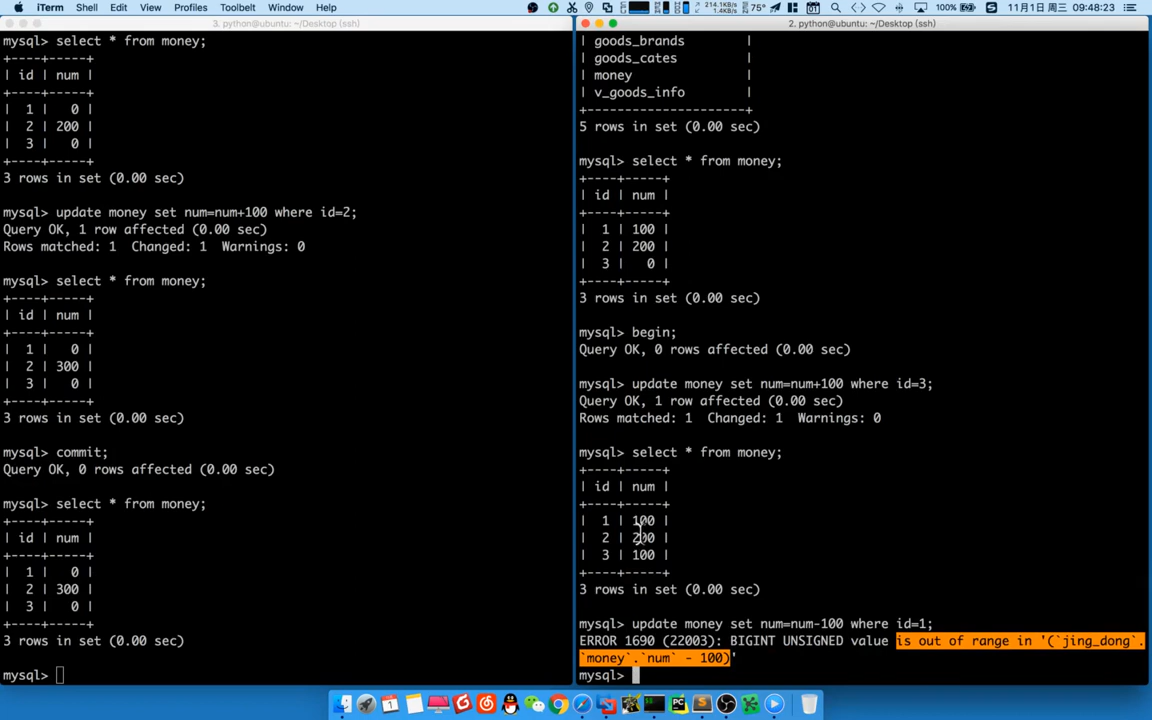 iTerm Shell Edit View Profiles Toolbelt Window Help
214.1KB/s
1.4KB/s
75° 100% 11月1日 周三 09:48:23
3. python@ubuntu: ~/Desktop (ssh)
mysql> select * from money;
+----+-----+
| id | num |
+----+-----+
|  1 |   0 |
|  2 | 200 |
|  3 |   0 |
+----+-----+
3 rows in set (0.00 sec)
mysql> update money set num=num+100 where id=2;
Query OK, 1 row affected (0.00 sec)
Rows matched: 1  Changed: 1  Warnings: 0
mysql> select * from money;
+----+-----+
| id | num |
+----+-----+
|  1 |   0 |
|  2 | 300 |
|  3 |   0 |
+----+-----+
3 rows in set (0.00 sec)
mysql> commit;
Query OK, 0 rows affected (0.00 sec)
mysql> select * from money;
+----+-----+
| id | num |
+----+-----+
|  1 |   0 |
|  2 | 300 |
|  3 |   0 |
+----+-----+
3 rows in set (0.00 sec)
mysql>
2. python@ubuntu: ~/Desktop (ssh)
| goods_brands        |
| goods_cates         |
| money               |
| v_goods_info        |
+---------------------+
5 rows in set (0.00 sec)
mysql> select * from money;
+----+-----+
| id | num |
+----+-----+
|  1 | 100 |
|  2 | 200 |
|  3 |   0 |
+----+-----+
3 rows in set (0.00 sec)
mysql> begin;
Query OK, 0 rows affected (0.00 sec)
mysql> update money set num=num+100 where id=3;
Query OK, 1 row affected (0.00 sec)
Rows matched: 1  Changed: 1  Warnings: 0
mysql> select * from money;
+----+-----+
| id | num |
+----+-----+
|  1 | 100 |
|  2 | 200 |
|  3 | 100 |
+----+-----+
3 rows in set (0.00 sec)
mysql> update money set num=num-100 where id=1;
ERROR 1690 (22003): BIGINT UNSIGNED value is out of range in '(`jing_dong`.
`money`.`num` - 100)'
mysql>